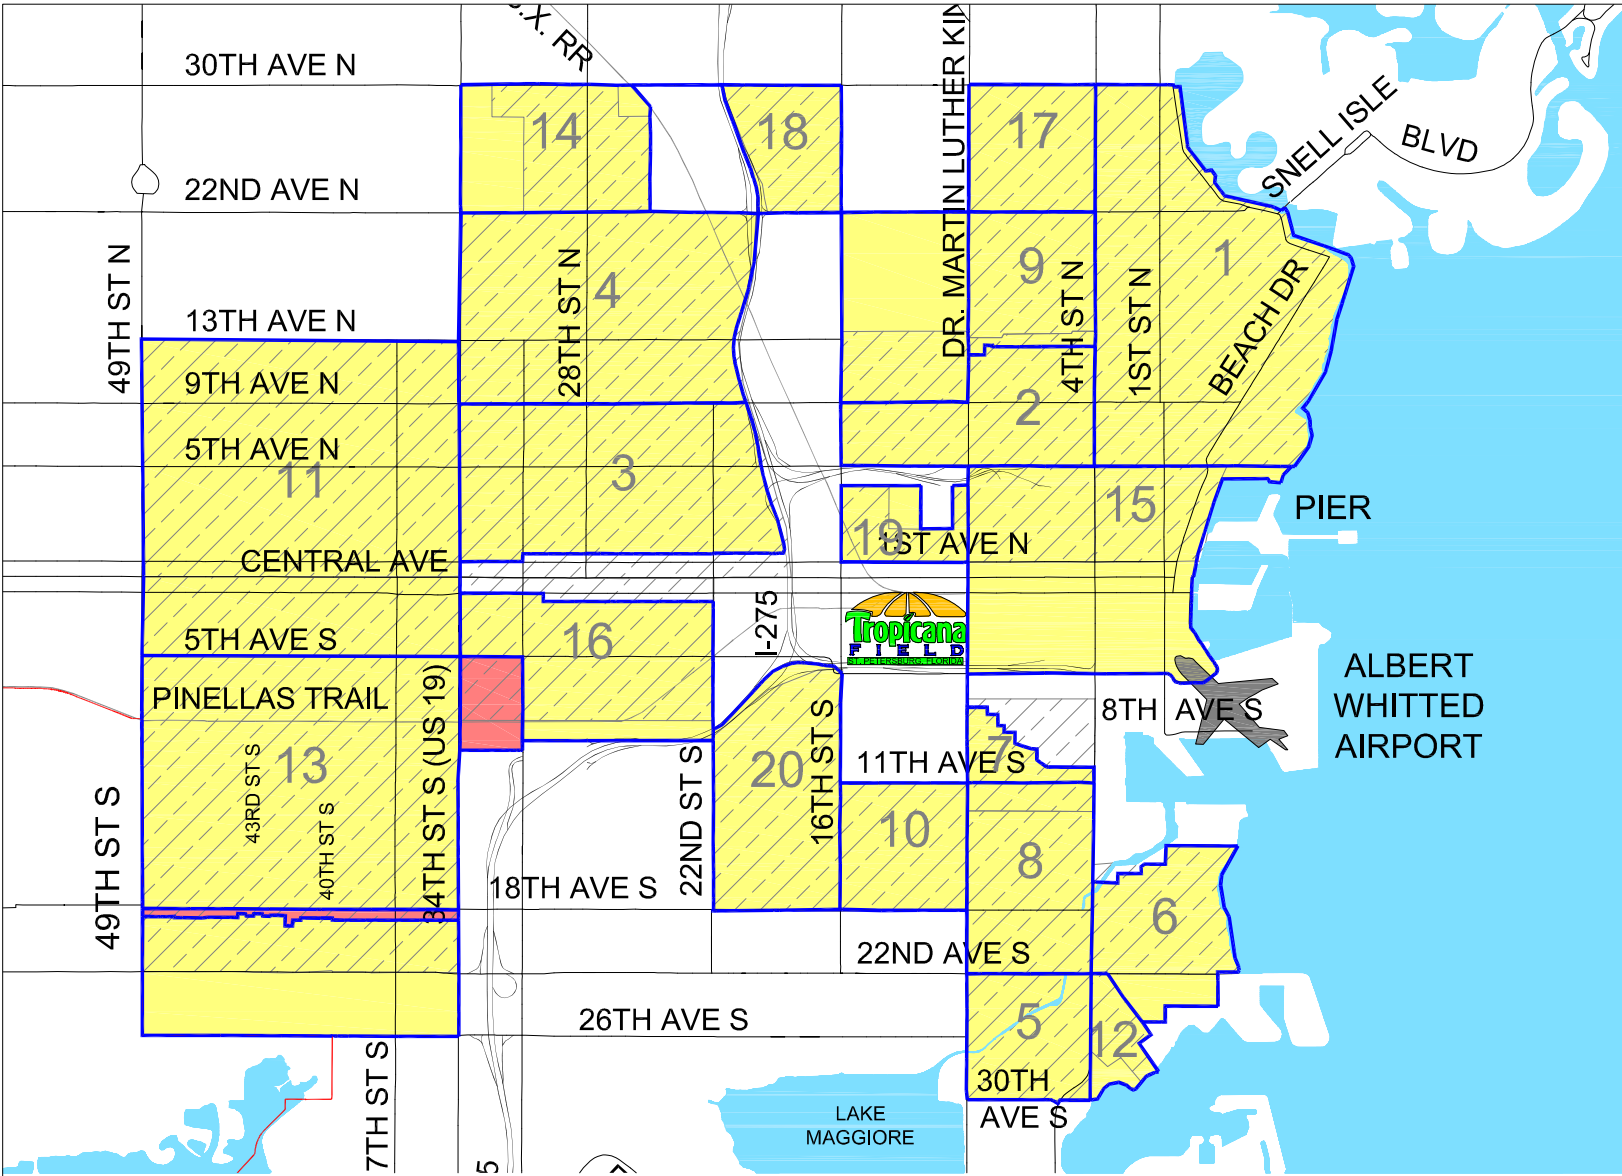 C.X. RR
30TH AVE N
DR. MARTIN LUTHER KIN
14
18
17
SNELL ISLE
BLVD
22ND AVE N
49TH ST N
28TH ST N
4
9
4TH ST N
1ST ST N
1
BEACH DR
13TH AVE N
9TH AVE N
2
5TH AVE N
11
3
15
PIER
19
1ST AVE N
CENTRAL AVE
I-275
Tropicana
FIELD
ST. PETERSBURG, FLORIDA
5TH AVE S
16
ALBERT
WHITTED
AIRPORT
PINELLAS TRAIL
34TH ST S (US 19)
8TH AVE S
43RD ST S
13
40TH ST S
49TH ST S
22ND ST S
20
16TH ST S
11TH AVE S
7
10
8
18TH AVE S
6
22ND AVE S
26TH AVE S
5
12
30TH
AVE S
7TH ST S
LAKE
MAGGIORE